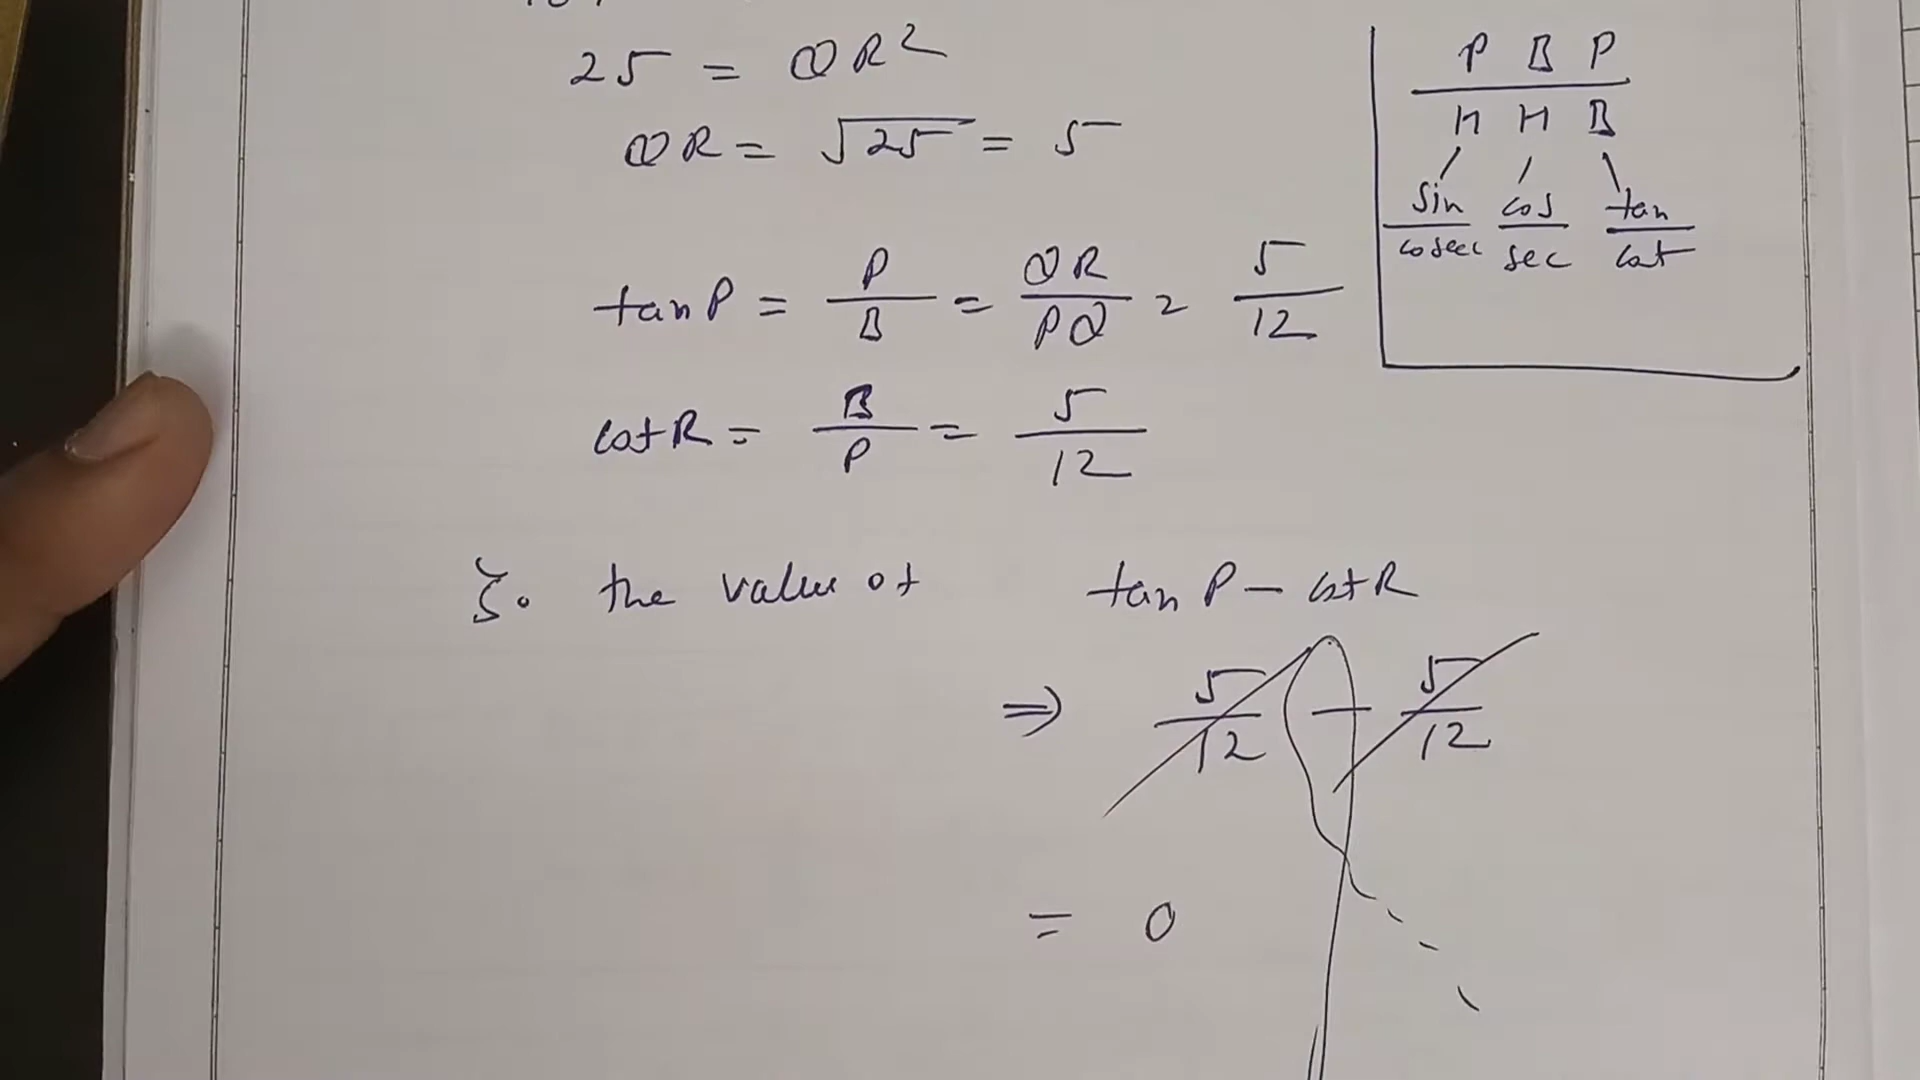 25 = QR²
QR = √25 = 5
tan P = P/B = QR/PQ = 5/12
cot R = B/P = 5/12
So the value of tan P - cot R
⇒ 5/12 - 5/12
= 0
P B P
H H B
sin cos tan
cosec sec cot